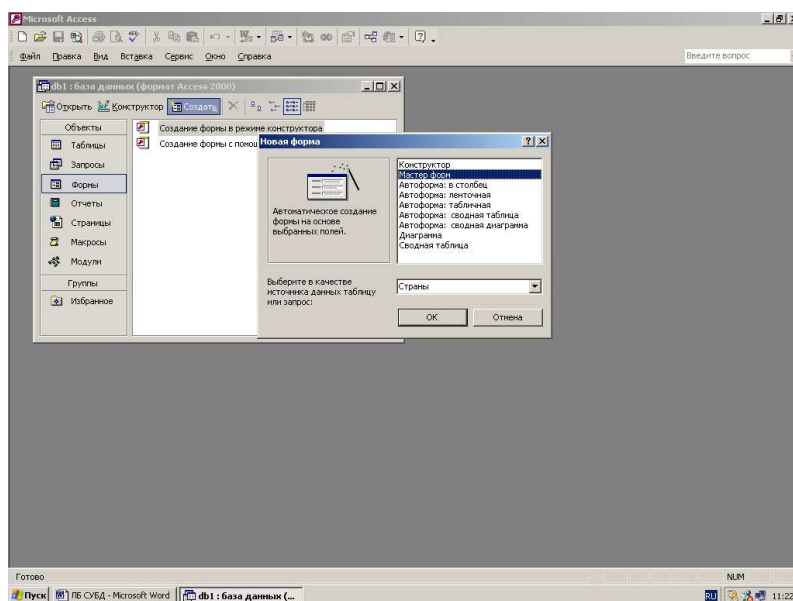 Microsoft Access
Файл Правка Вид Вставка Сервис Окно Справка
Введите вопрос
db1 : база данных (формат Access 2000)
Открыть Конструктор Создать
Объекты
Таблицы
Запросы
Формы
Отчеты
Страницы
Макросы
Модули
Группы
Избранное
Создание формы в режиме конструктора
Создание формы с помо
Новая форма
Автоматическое создание
формы на основе
выбранных полей.
Конструктор
Мастер форм
Автоформа: в столбец
Автоформа: ленточная
Автоформа: табличная
Автоформа: сводная таблица
Автоформа: сводная диаграмма
Диаграмма
Сводная таблица
Выберите в качестве
источника данных таблицу
или запрос:
Страны
ОК Отмена
Готово
NUM
Пуск ПБ СУБД - Microsoft Word db1 : база данных (...
RU 11:22